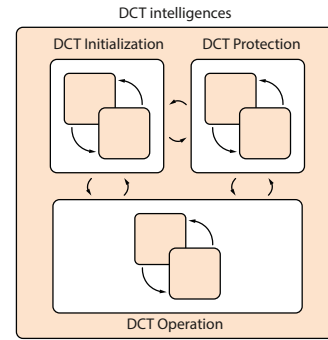 DCT intelligences
DCT Initialization
DCT Protection
DCT Operation